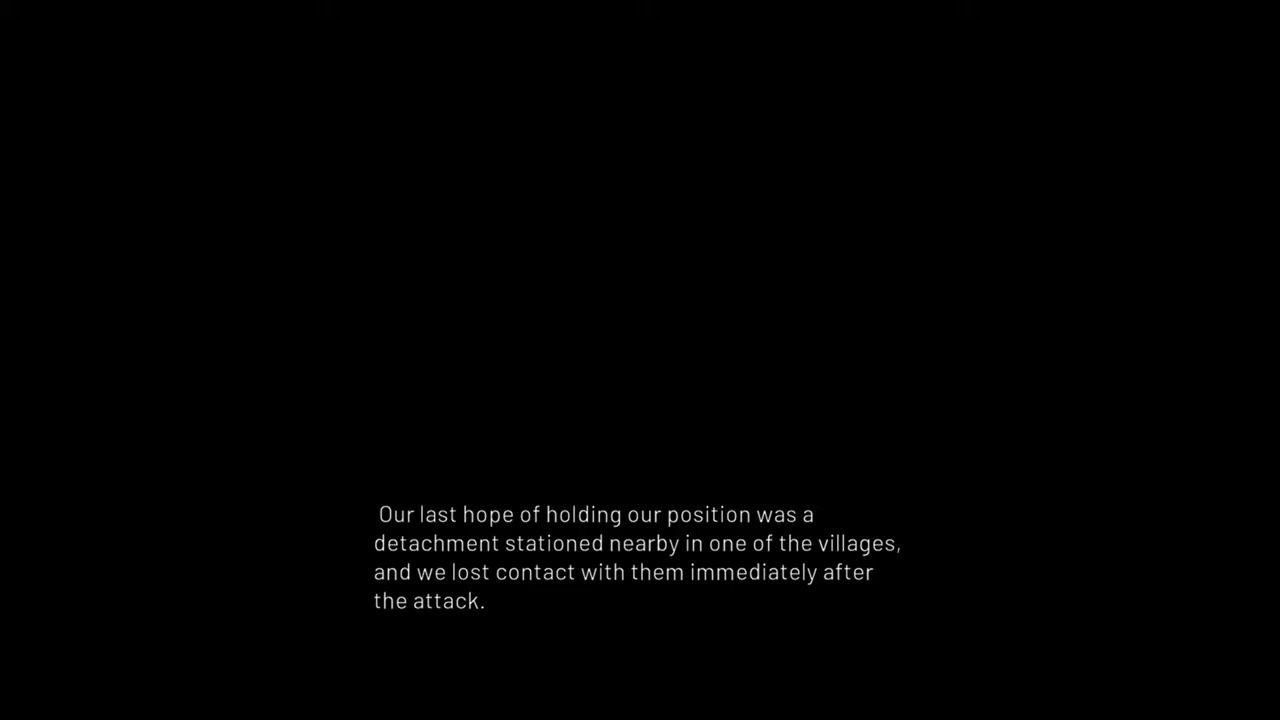 Our last hope of holding our position was a
detachment stationed nearby in one of the villages,
and we lost contact with them immediately after
the attack.